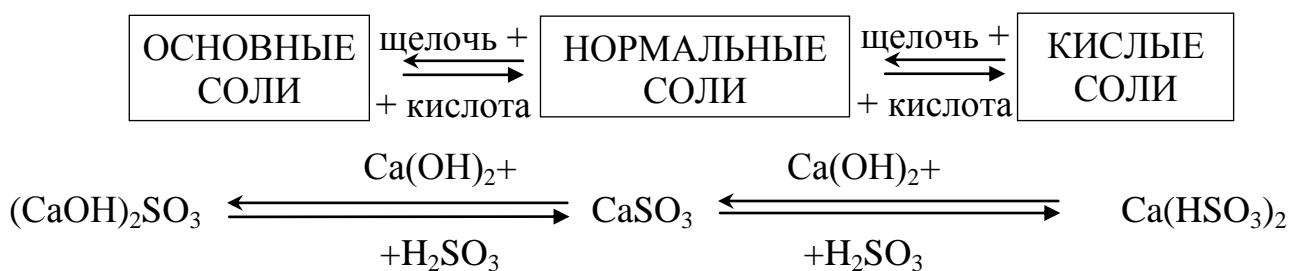 ОСНОВНЫЕ СОЛИ
щелочь +
+ кислота
НОРМАЛЬНЫЕ СОЛИ
щелочь +
+ кислота
КИСЛЫЕ СОЛИ
Ca(OH)₂+
Ca(OH)₂+
(CaOH)₂SO₃
CaSO₃
Ca(HSO₃)₂
+H₂SO₃
+H₂SO₃